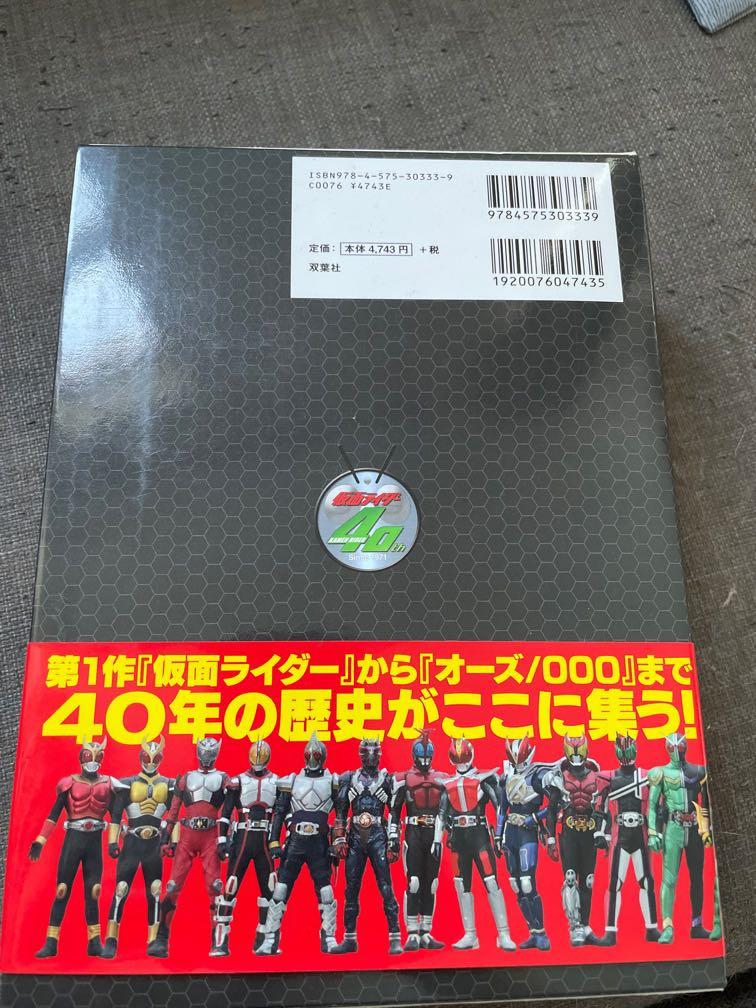 ISBN978-4-575-30333-9
C0076 ¥4743E
9784575303339
定価: 本体 4,743 円 +税
双葉社
1920076047435
仮面ライダー
40th
KAMEN RIDER
Since 1971
第1作『仮面ライダー』から『オーズ/OOO』まで
40年の歴史がここに集う!